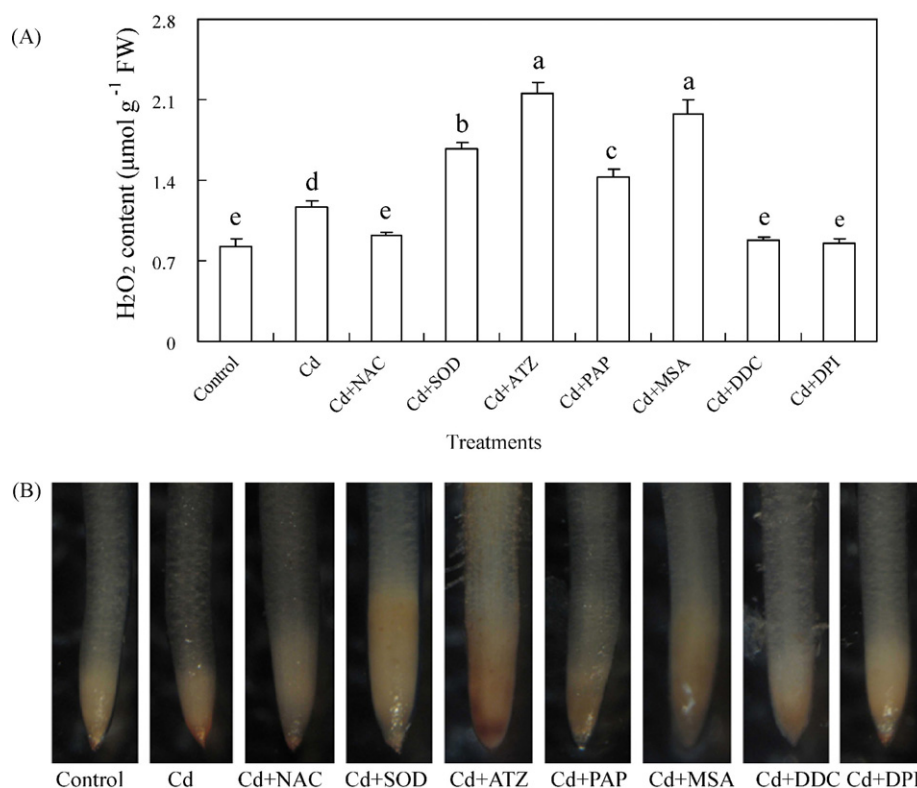 (A)
H₂O₂ content (µmol g⁻¹ FW)
2.8
2.1
1.4
0.7
0
e
d
e
b
a
c
a
e
e
Control
Cd
Cd+NAC
Cd+SOD
Cd+ATZ
Cd+PAP
Cd+MSA
Cd+DDC
Cd+DPI
Treatments
(B)
Control Cd Cd+NAC Cd+SOD Cd+ATZ Cd+PAP Cd+MSA Cd+DDC Cd+DPI